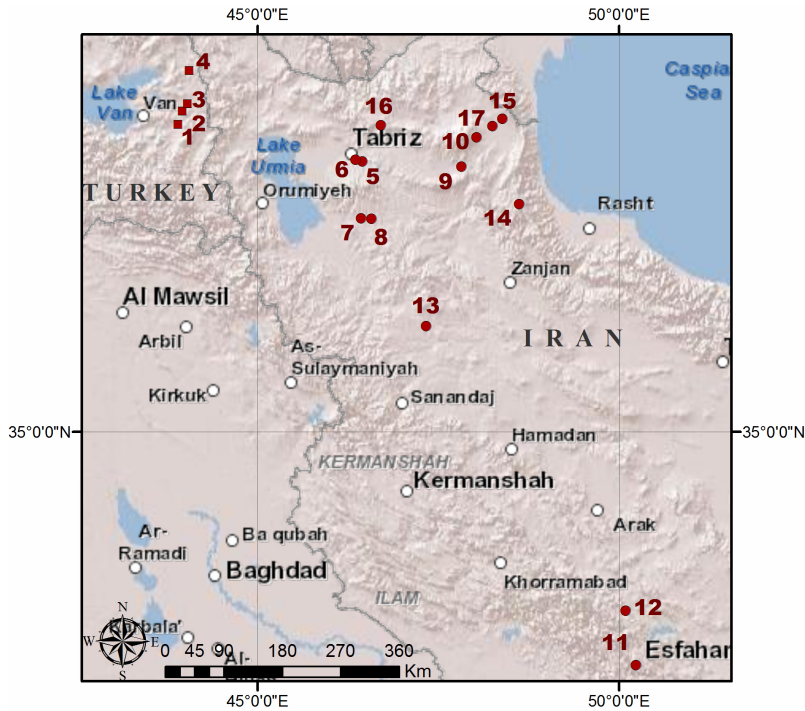 45°0'0"E 50°0'0"E
4
Caspia
Sea
Lake
Van
Van
3
2
1
16
15
17
10
Tabriz
Lake
Urmia
6
5
9
TURKEY
Orumiyeh
14
Rasht
7
8
Zanjan
Al Mawsil
13
IRAN
Arbil
As-
Sulaymaniyah
Kirkuk
Sanandaj
35°0'0"N 35°0'0"N
Hamadan
KERMANSHAH
Kermanshah
Arak
Ar-
Ramadi
Ba qubah
Baghdad
Khorramabad
ILAM
12
11
Esfahan
N
W E
S
Karbala'
0 45 90 180 270 360
Km
Al-
45°0'0"E 50°0'0"E